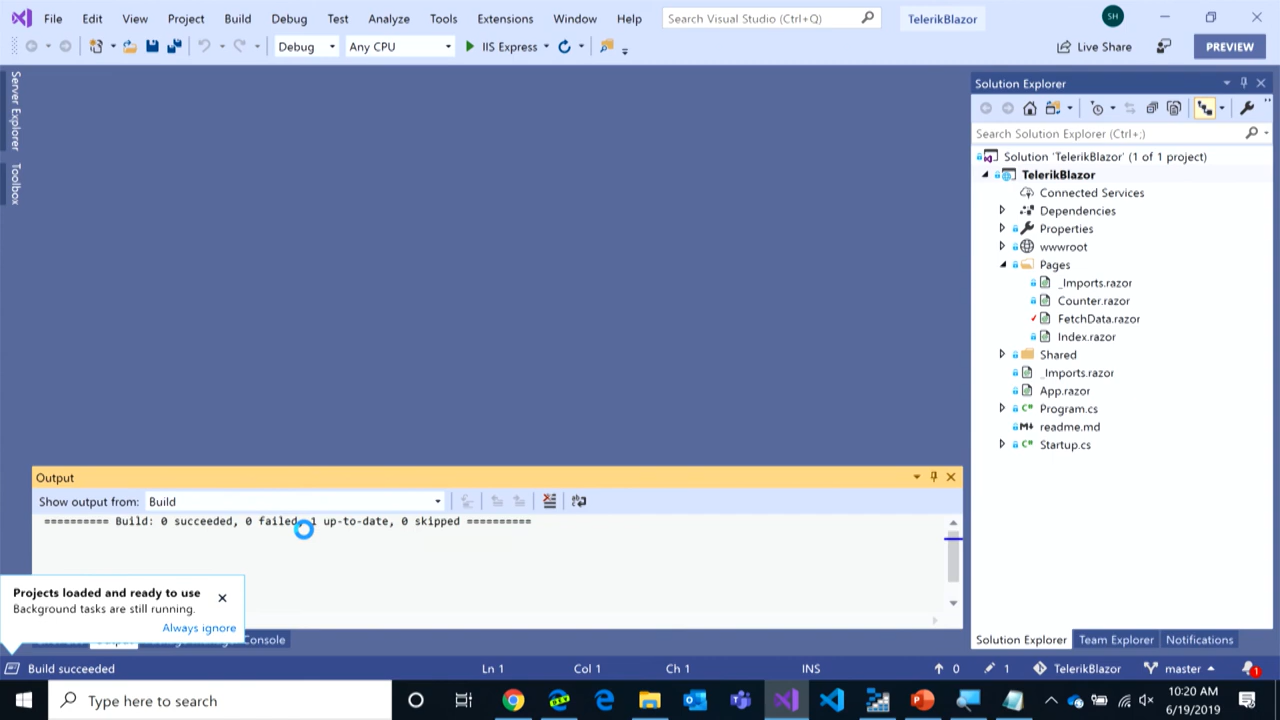 File Edit View Project Build Debug Test Analyze Tools Extensions Window Help Search Visual Studio (Ctrl+Q) TelerikBlazor SH
Debug Any CPU IIS Express Live Share PREVIEW
Server Explorer
Toolbox
Solution Explorer
Search Solution Explorer (Ctrl+;)
Solution 'TelerikBlazor' (1 of 1 project)
TelerikBlazor
Connected Services
Dependencies
Properties
wwwroot
Pages
_Imports.razor
Counter.razor
FetchData.razor
Index.razor
Shared
_Imports.razor
App.razor
C# Program.cs
M+ readme.md
C# Startup.cs
Output
Show output from: Build
========== Build: 0 succeeded, 0 failed, 1 up-to-date, 0 skipped ==========
Projects loaded and ready to use
Background tasks are still running.
Always ignore
Console
Solution Explorer Team Explorer Notifications
Build succeeded Ln 1 Col 1 Ch 1 INS 0 1 TelerikBlazor master 1
Type here to search
10:20 AM
6/19/2019